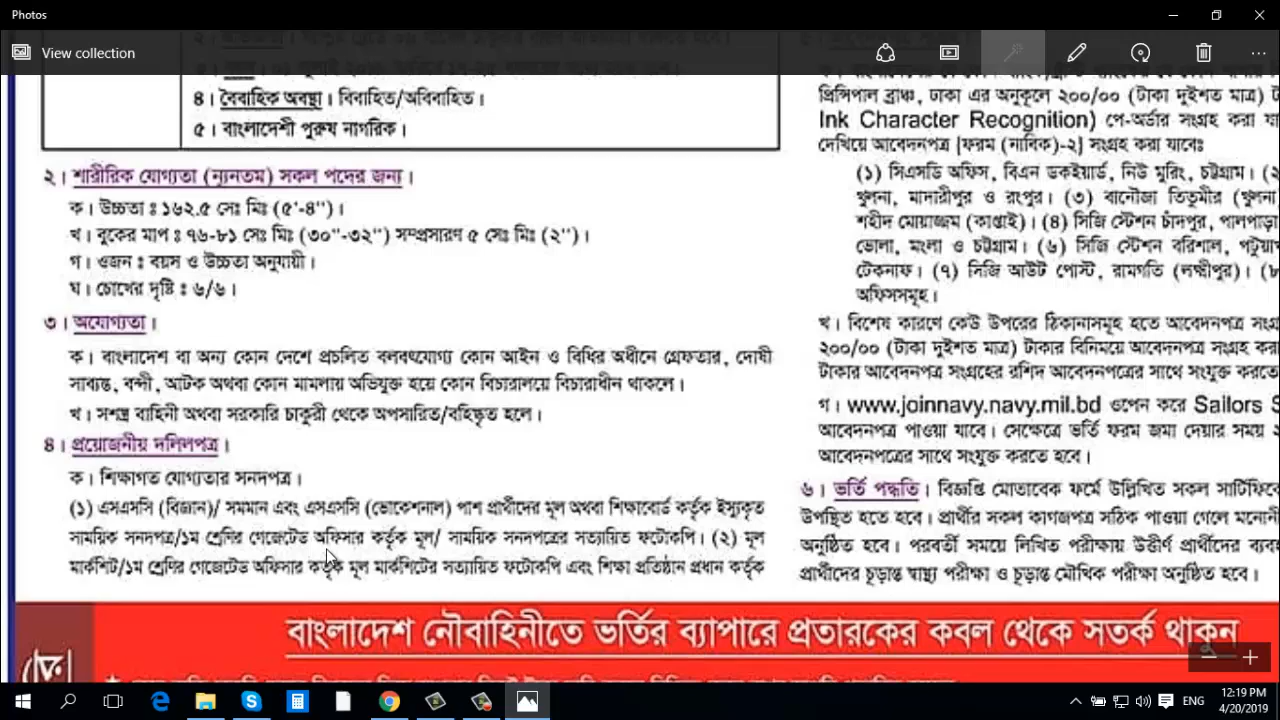 Photos
View collection
৪। বৈবাহিক অবস্থা। বিবাহিত/অবিবাহিত।
৫। বাংলাদেশী পুরুষ নাগরিক।
২। শারীরিক যোগ্যতা (ন্যুনতম) সকল পদের জন্য।
ক। উচ্চতা ঃ ১৬২.৫ সেঃ মিঃ (৫'-৪")।
খ। বুকের মাপ ঃ ৭৬-৮১ সেঃ মিঃ (৩০"-৩২") সম্প্রসারণ ৫ সেঃ মিঃ (২")।
গ। ওজন ঃ বয়স ও উচ্চতা অনুযায়ী।
ঘ। চোখের দৃষ্টি ঃ ৬/৬।
৩। অযোগ্যতা।
ক। বাংলাদেশ বা অন্য কোন দেশে প্রচলিত বলবৎযোগ্য কোন আইন ও বিধির অধীনে গ্রেফতার, দোষী
সাব্যস্ত, বন্দী, আটক অথবা কোন মামলায় অভিযুক্ত হয়ে কোন বিচারালয়ে বিচারাধীন থাকলে।
খ। সশস্ত্র বাহিনী অথবা সরকারি চাকুরী থেকে অপসারিত/বহিষ্কৃত হলে।
৪। প্রয়োজনীয় দলিলপত্র।
ক। শিক্ষাগত যোগ্যতার সনদপত্র।
(১) এসএসসি (বিজ্ঞান)/ সমমান এবং এসএসসি (ভোকেশনাল) পাশ প্রার্থীদের মূল অথবা শিক্ষাবোর্ড কর্তৃক ইস্যুকৃত
সাময়িক সনদপত্র/১ম শ্রেণির গেজেটেড অফিসার কর্তৃক মূল/ সাময়িক সনদপত্রের সত্যায়িত ফটোকপি। (২) মূল
মার্কশিট/১ম শ্রেণির গেজেটেড অফিসার কর্তৃক মূল মার্কশিটের সত্যায়িত ফটোকপি এবং শিক্ষা প্রতিষ্ঠান প্রধান কর্তৃক
প্রিন্সিপাল ব্রাঞ্চ, ঢাকা এর অনুকূলে ২০০/০০ (টাকা দুইশত মাত্র)
Ink Character Recognition) পে-অর্ডার সংগ্রহ করা
দেখিয়ে আবেদনপত্র [ফরম (নাবিক)-২] সংগ্রহ করা যাবেঃ
(১) সিএসডি অফিস, বিএন ডকইয়ার্ড, নিউ মুরিং, চট্টগ্রাম। (২
খুলনা, মাদারীপুর ও রংপুর। (৩) বানৌজা তিতুমীর (খুলনা
শহীদ মোয়াজ্জম (কাপ্তাই)। (৪) সিজি স্টেশন চাঁদপুর,
ভোলা, মংলা ও চট্টগ্রাম। (৬) সিজি স্টেশন বরিশাল,
টেকনাফ। (৭) সিজি আউট পোস্ট, রামগতি (লক্ষ্মীপুর)। (৮
অফিসসমূহ।
খ। বিশেষ কারণে কেউ উপরের ঠিকানাসমূহ হতে আবেদনপত্র
২০০/০০ (টাকা দুইশত মাত্র) টাকার বিনিময়ে আবেদনপত্র সংগ্রহ
টাকার আবেদনপত্র সংগ্রহের রশিদ আবেদনপত্রের সাথে সংযুক্ত করতে
গ। www.joinnavy.navy.mil.bd ওপেন করে Sailors S
আবেদনপত্র পাওয়া যাবে। সেক্ষেত্রে ভর্তি ফরম জমা দেয়ার সময়
আবেদনপত্রের সাথে সংযুক্ত করতে হবে।
৬। ভর্তি পদ্ধতি। বিজ্ঞপ্তি মোতাবেক ফর্মে উল্লিখিত সকল
উপস্থিত হতে হবে। প্রার্থীর সকল কাগজপত্র সঠিক পাওয়া গেলে
অনুষ্ঠিত হবে। পরবর্তী সময়ে লিখিত পরীক্ষায় উত্তীর্ণ প্রার্থীদের
প্রার্থীদের চূড়ান্ত স্বাস্থ্য পরীক্ষা ও চূড়ান্ত মৌখিক পরীক্ষা অনুষ্ঠিত হবে।
বাংলাদেশ নৌবাহিনীতে ভর্তির ব্যাপারে প্রতারকের কবল থেকে সতর্ক থাকুন
ENG
12:19 PM
4/20/2019